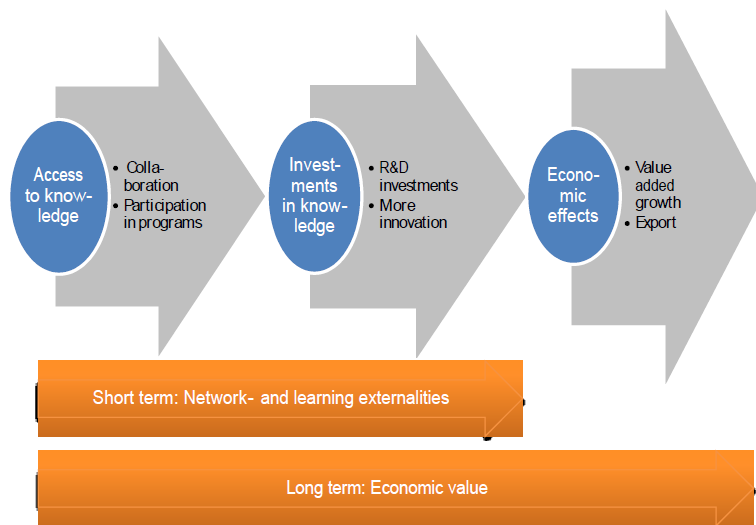 Access
to know-
ledge
• Colla-
boration
• Participation
in programs
Invest-
ments
in know-
ledge
• R&D
investments
• More
innovation
Econo-
mic
effects
• Value
added
growth
• Export
Short term: Network- and learning externalities
Long term: Economic value